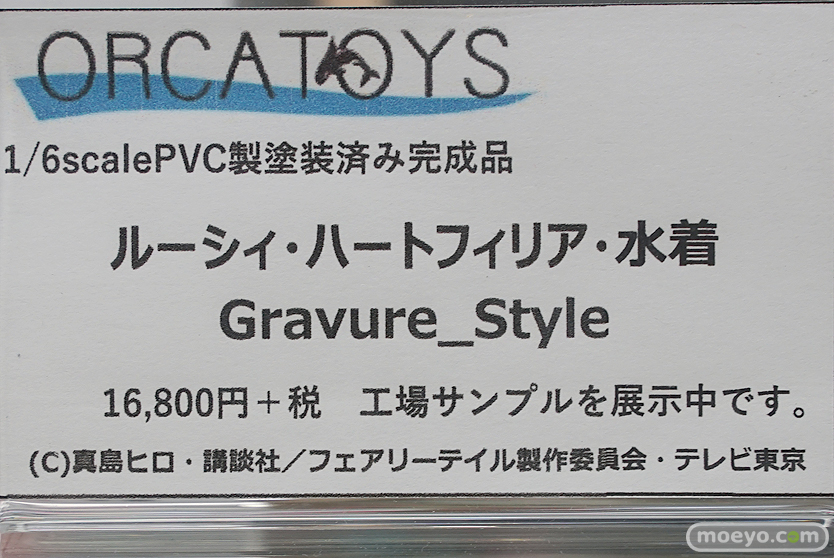 ORCATOYS
1/6scalePVC製塗装済み完成品
ルーシィ・ハートフィリア・水着
Gravure_Style
16,800円＋税　工場サンプルを展示中です。
(C)真島ヒロ・講談社／フェアリーテイル製作委員会・テレビ東京
moeyo.com